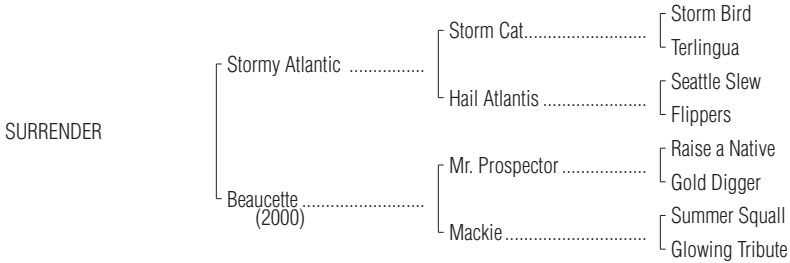 Storm Bird
Storm Cat..........................
Terlingua
Stormy Atlantic ................
Seattle Slew
Hail Atlantis ......................
Flippers
SURRENDER
Raise a Native
Mr. Prospector ..................
Gold Digger
Beaucette ..........................
(2000)
Summer Squall
Mackie..............................
Glowing Tribute